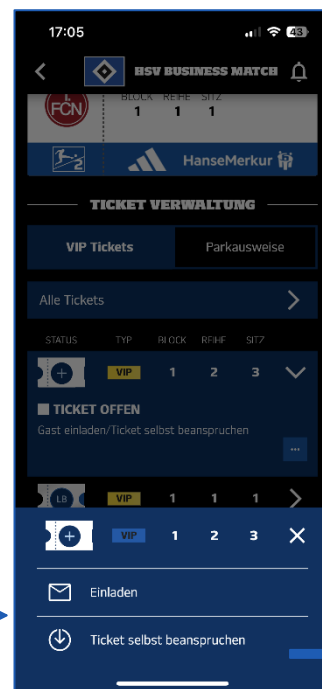 17:05
43
HSV BUSINESS MATCH
1.
FCN
BLOCK REIHE SITZ
1 1 1
2
HanseMerkur
TICKET VERWALTUNG
VIP Tickets
Parkausweise
Alle Tickets
STATUS TYP BLOCK REIHE SITZ
VIP 1 2 3
TICKET OFFEN
Gast einladen/Ticket selbst beanspruchen
LB VIP 1 1 1
VIP 1 2 3
Einladen
Ticket selbst beanspruchen